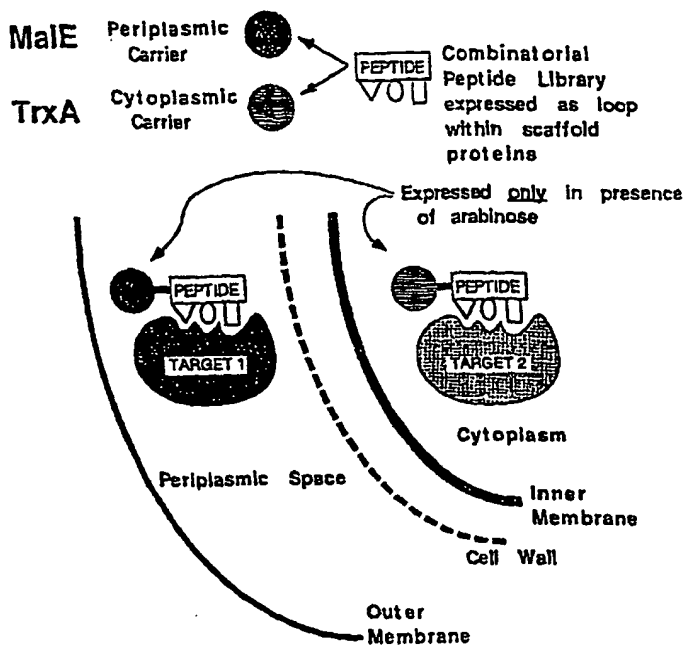 MalE
Periplasmic
Carrier
TrxA
Cytoplasmic
Carrier
PEPTIDE
Combinatorial
Peptide Library
expressed as loop
within scaffold
proteins
Expressed only in presence
of arabinose
PEPTIDE
TARGET 1
PEPTIDE
TARGET 2
Cytoplasm
Periplasmic Space
Inner
Membrane
Cell Wall
Outer
Membrane